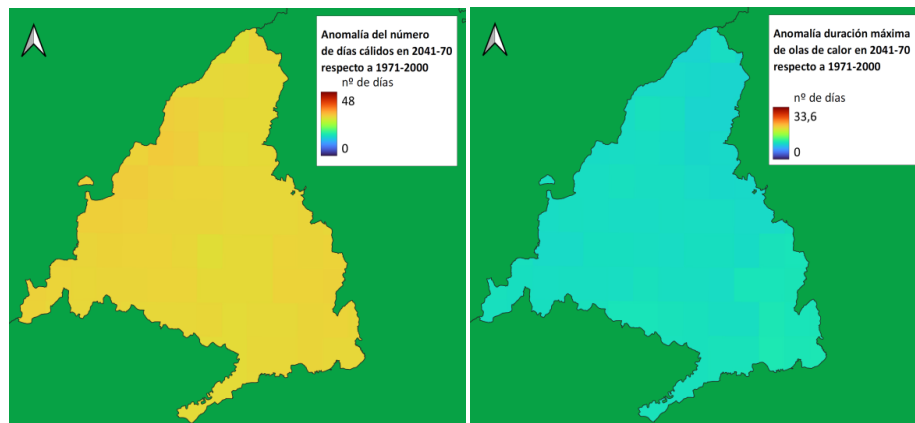 Anomalía del número
de días cálidos en 2041-70
respecto a 1971-2000
nº de días
48
0
Anomalía duración máxima
de olas de calor en 2041-70
respecto a 1971-2000
nº de días
33,6
0